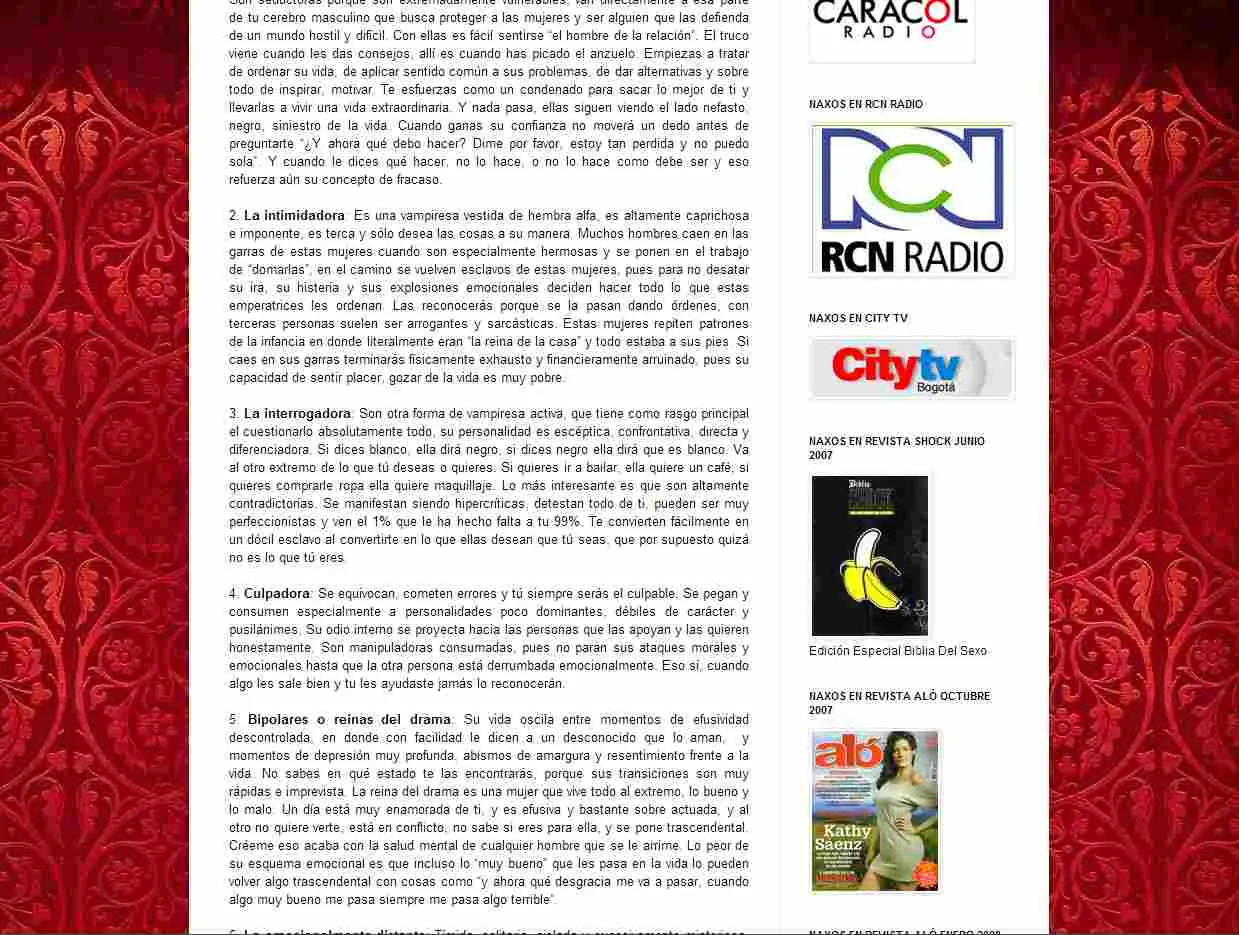 Son seductoras porque son extremadamente vulnerables, van directamente a esa parte
de tu cerebro masculino que busca proteger a las mujeres y ser alguien que las defienda
de un mundo hostil y difícil. Con ellas es fácil sentirse “el hombre de la relación”. El truco
viene cuando les das consejos, allí es cuando has picado el anzuelo. Empiezas a tratar
de ordenar su vida, de aplicar sentido común a sus problemas, de dar alternativas y sobre
todo de inspirar, motivar. Te esfuerzas como un condenado para sacar lo mejor de ti y
llevarlas a vivir una vida extraordinaria. Y nada pasa, ellas siguen viendo el lado nefasto,
negro, siniestro de la vida. Cuando ganas su confianza no moverá un dedo antes de
preguntarte “¿Y ahora qué debo hacer? Dime por favor, estoy tan perdida y no puedo
sola”. Y cuando le dices qué hacer, no lo hace, o no lo hace como debe ser y eso
refuerza aún su concepto de fracaso.
2. La intimidadora: Es una vampiresa vestida de hembra alfa, es altamente caprichosa
e imponente, es terca y sólo desea las cosas a su manera. Muchos hombres caen en las
garras de estas mujeres cuando son especialmente hermosas y se ponen en el trabajo
de “domarlas”, en el camino se vuelven esclavos de estas mujeres, pues para no desatar
su ira, su histeria y sus explosiones emocionales deciden hacer todo lo que estas
emperatrices les ordenan. Las reconocerás porque se la pasan dando órdenes, con
terceras personas suelen ser arrogantes y sarcásticas. Estas mujeres repiten patrones
de la infancia en donde literalmente eran “la reina de la casa” y todo estaba a sus pies. Si
caes en sus garras terminarás físicamente exhausto y financieramente arruinado, pues su
capacidad de sentir placer, gozar de la vida es muy pobre.
3. La interrogadora: Son otra forma de vampiresa activa, que tiene como rasgo principal
el cuestionarlo absolutamente todo, su personalidad es escéptica, confrontativa, directa y
diferenciadora. Si dices blanco, ella dirá negro, si dices negro ella dirá que es blanco. Va
al otro extremo de lo que tú deseas o quieres. Si quieres ir a bailar, ella quiere un café, si
quieres comprarle ropa ella quiere maquillaje. Lo más interesante es que son altamente
contradictorias. Se manifestan siendo hipercríticas, detestan todo de ti, pueden ser muy
perfeccionistas y ven el 1% que le ha hecho falta a tu 99%. Te convierten fácilmente en
un dócil esclavo al convertirte en lo que ellas desean que tú seas, que por supuesto quizá
no es lo que tú eres.
4. Culpadora: Se equivocan, cometen errores y tú siempre serás el culpable. Se pegan y
consumen especialmente a personalidades poco dominantes, débiles de carácter y
pusilánimes. Su odio interno se proyecta hacia las personas que las apoyan y las quieren
honestamente. Son manipuladoras consumadas, pues no paran sus ataques morales y
emocionales hasta que la otra persona está derrumbada emocionalmente. Eso sí, cuando
algo les sale bien y tu les ayudaste jamás lo reconocerán.
5. Bipolares o reinas del drama: Su vida oscila entre momentos de efusividad
descontrolada, en donde con facilidad le dicen a un desconocido que lo aman, y
momentos de depresión muy profunda, abismos de amargura y resentimiento frente a la
vida. No sabes en qué estado te las encontrarás, porque sus transiciones son muy
rápidas e imprevista. La reina del drama es una mujer que vive todo al extremo, lo bueno y
lo malo. Un día está muy enamorada de ti, y es efusiva y bastante sobre actuada, y al
otro no quiere verte, está en conflicto, no sabe si eres para ella, y se pone trascendental.
Créeme eso acaba con la salud mental de cualquier hombre que se le arrime. Lo peor de
su esquema emocional es que incluso lo “muy bueno” que les pasa en la vida lo pueden
volver algo trascendental con cosas como “y ahora qué desgracia me va a pasar, cuando
algo muy bueno me pasa siempre me pasa algo terrible”.
6. La emocionalmente distante: Tímida, solitaria, aislada y excesivamente misteriosa,
CARACOL
RADIO
NAXOS EN RCN RADIO
RCN
RCN RADIO
NAXOS EN CITY TV
Citytv
Bogotá
NAXOS EN REVISTA SHOCK JUNIO
2007
Biblia
Edición Especial Biblia Del Sexo
NAXOS EN REVISTA ALÓ OCTUBRE
2007
aló
Kathy
Sáenz
NAXOS EN REVISTA ALÓ ENERO 2008